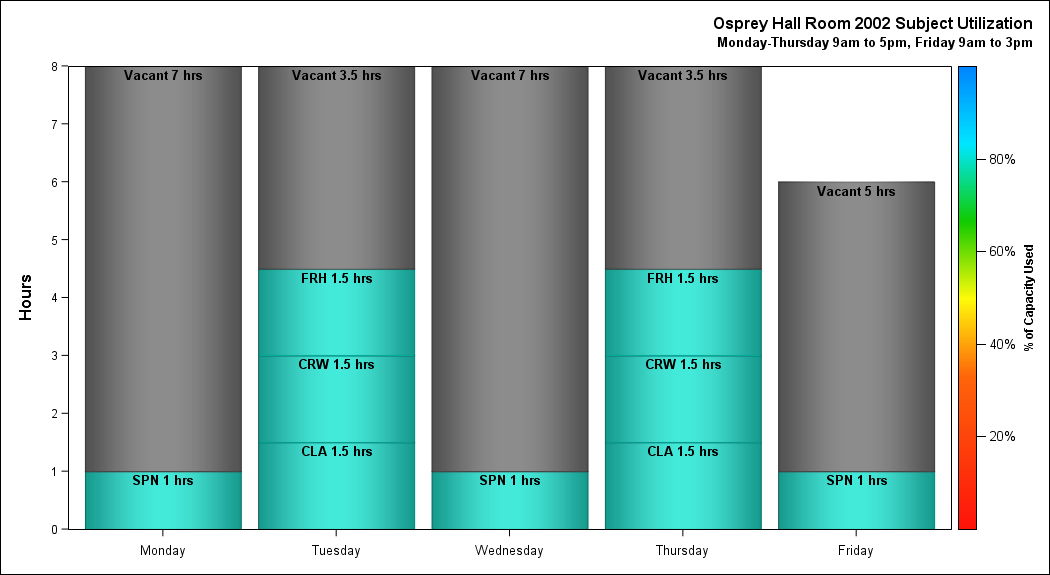 Osprey Hall Room 2002 Subject Utilization
Monday-Thursday 9am to 5pm, Friday 9am to 3pm
Hours
8
7
6
5
4
3
2
1
0
Vacant 7 hrs
SPN 1 hrs
Vacant 3.5 hrs
FRH 1.5 hrs
CRW 1.5 hrs
CLA 1.5 hrs
Vacant 7 hrs
SPN 1 hrs
Vacant 3.5 hrs
FRH 1.5 hrs
CRW 1.5 hrs
CLA 1.5 hrs
Vacant 5 hrs
SPN 1 hrs
Monday
Tuesday
Wednesday
Thursday
Friday
80%
60%
40%
20%
% of Capacity Used